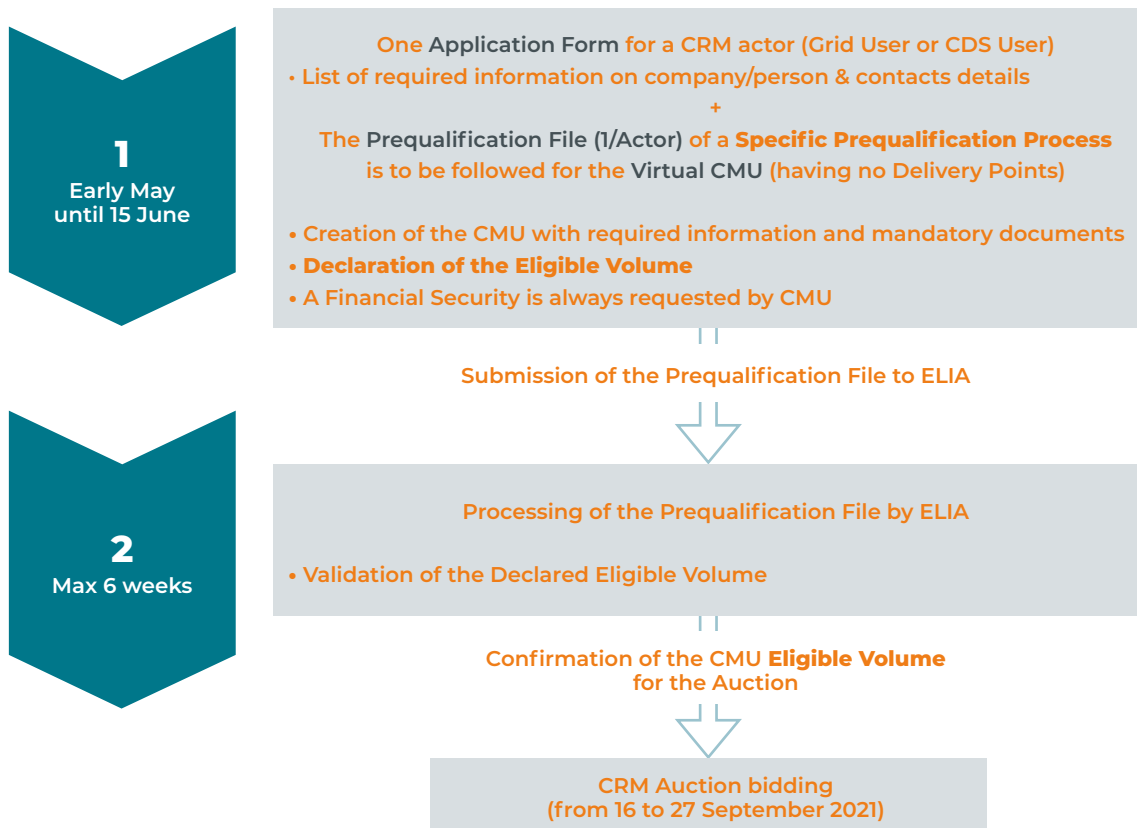 1
Early May
until 15 June
One Application Form for a CRM actor (Grid User or CDS User)
• List of required information on company/person & contacts details
+
The Prequalification File (1/Actor) of a Specific Prequalification Process
is to be followed for the Virtual CMU (having no Delivery Points)
• Creation of the CMU with required information and mandatory documents
• Declaration of the Eligible Volume
• A Financial Security is always requested by CMU
Submission of the Prequalification File to ELIA
2
Max 6 weeks
Processing of the Prequalification File by ELIA
• Validation of the Declared Eligible Volume
Confirmation of the CMU Eligible Volume
for the Auction
CRM Auction bidding
(from 16 to 27 September 2021)